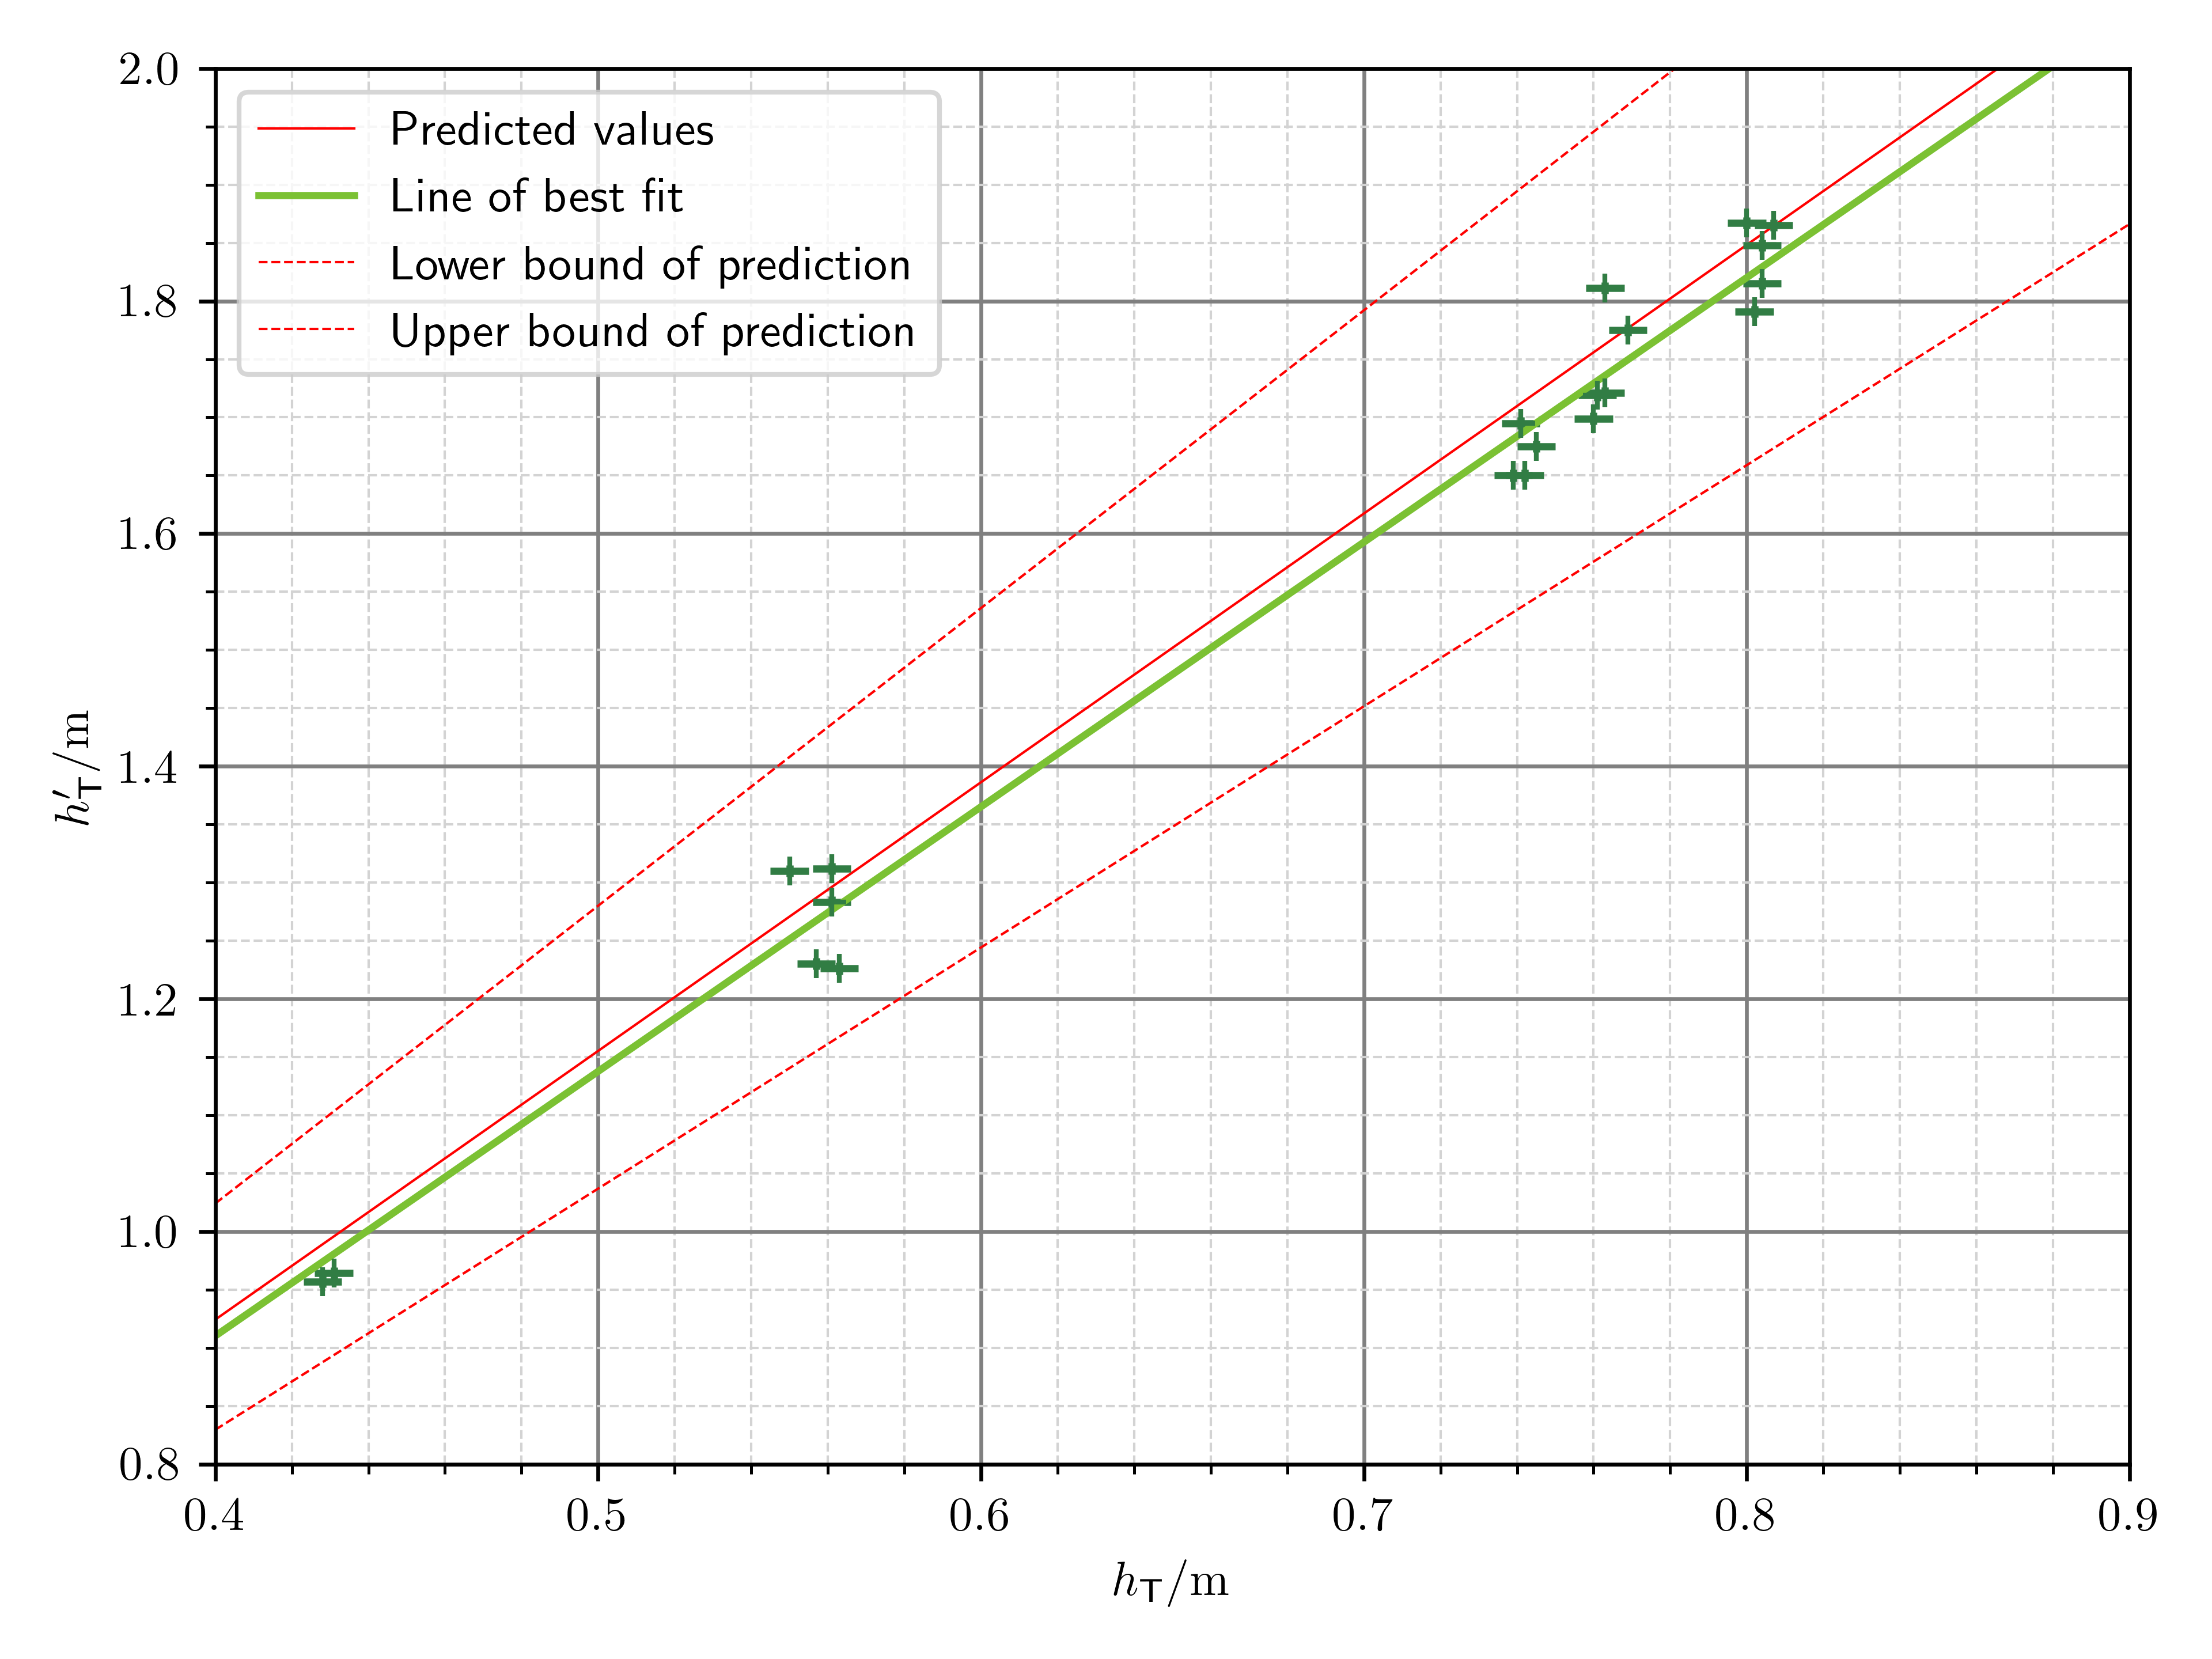 2.0
1.8
1.6
1.4
1.2
1.0
0.8
h′T/m
Predicted values
Line of best fit
Lower bound of prediction
Upper bound of prediction
0.4 0.5 0.6 0.7 0.8 0.9
hT/m